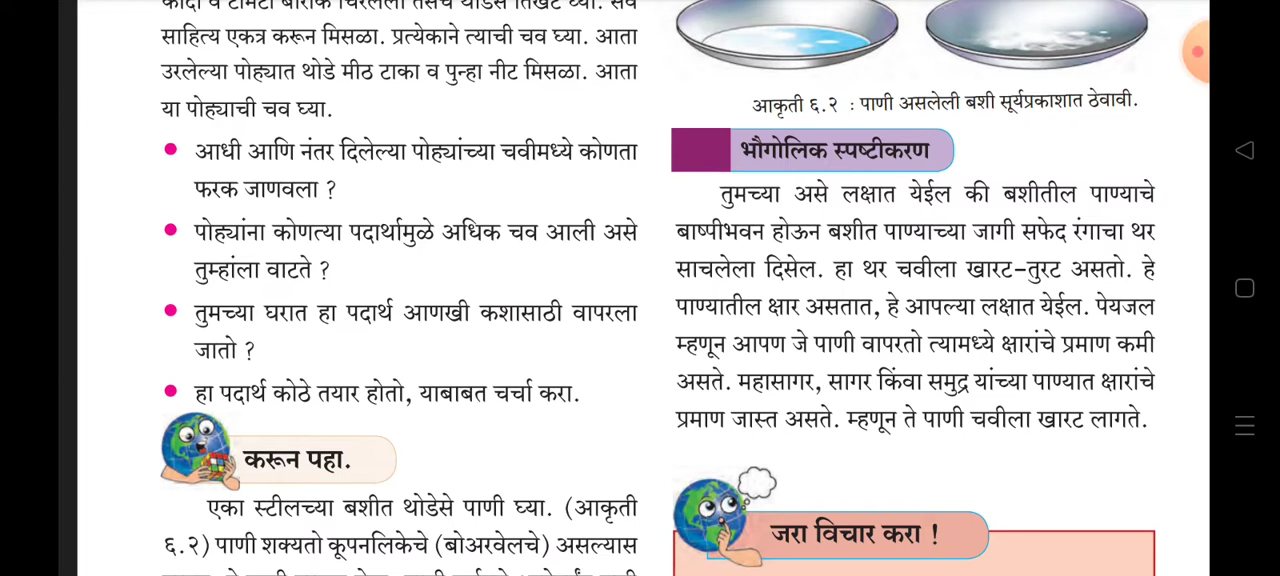 कांदा व टोमॅटो बारीक चिरलेला तसेच थोडेसे तिखट घ्या. सर्व
साहित्य एकत्र करून मिसळा. प्रत्येकाने त्याची चव घ्या. आता
उरलेल्या पोह्यात थोडे मीठ टाका व पुन्हा नीट मिसळा. आता
या पोह्याची चव घ्या.
● आधी आणि नंतर दिलेल्या पोह्यांच्या चवीमध्ये कोणता
फरक जाणवला ?
● पोह्यांना कोणत्या पदार्थामुळे अधिक चव आली असे
तुम्हांला वाटते ?
● तुमच्या घरात हा पदार्थ आणखी कशासाठी वापरला
जातो ?
● हा पदार्थ कोठे तयार होतो, याबाबत चर्चा करा.
करून पहा.
एका स्टीलच्या बशीत थोडेसे पाणी घ्या. (आकृती
६.२) पाणी शक्यतो कूपनलिकेचे (बोअरवेलचे) असल्यास
आकृती ६.२ : पाणी असलेली बशी सूर्यप्रकाशात ठेवावी.
भौगोलिक स्पष्टीकरण
तुमच्या असे लक्षात येईल की बशीतील पाण्याचे
बाष्पीभवन होऊन बशीत पाण्याच्या जागी सफेद रंगाचा थर
साचलेला दिसेल. हा थर चवीला खारट-तुरट असतो. हे
पाण्यातील क्षार असतात, हे आपल्या लक्षात येईल. पेयजल
म्हणून आपण जे पाणी वापरतो त्यामध्ये क्षारांचे प्रमाण कमी
असते. महासागर, सागर किंवा समुद्र यांच्या पाण्यात क्षारांचे
प्रमाण जास्त असते. म्हणून ते पाणी चवीला खारट लागते.
जरा विचार करा !